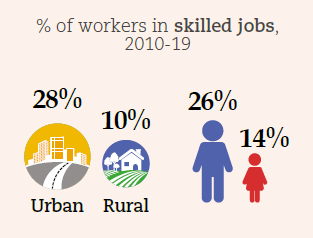 % of workers in skilled jobs,
2010-19
28%
10%
26%
14%
Urban
Rural